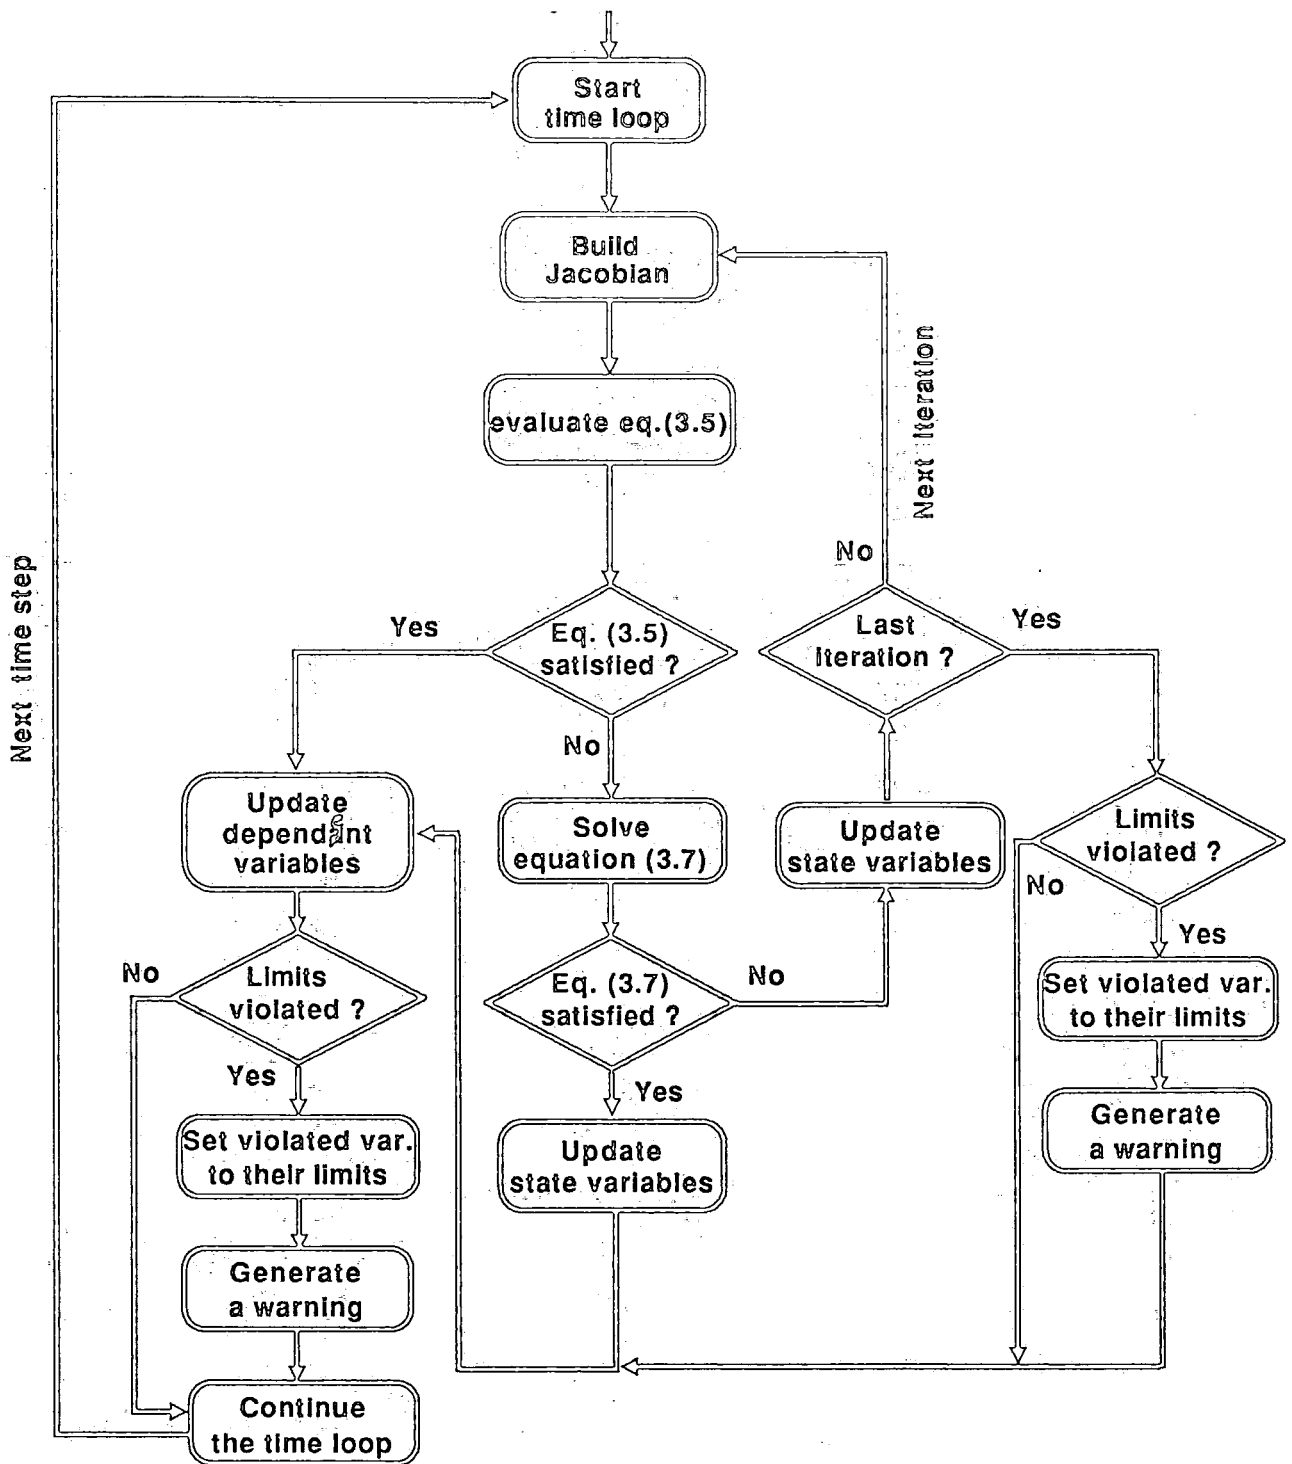 Start
time loop
Build
Jacobian
Next Iteration
evaluate eq.(3.5)
No
Yes
Eq. (3.5)
satisfied ?
Last
Iteration ?
Yes
Next time step
No
Update
variables
Solve
equation (3.7)
Update
state variables
Limits
violated ?
No
Yes
No
Limits
violated ?
Eq. (3.7)
satisfied ?
No
Set violated var.
to their limits
Yes
Yes
Generate
a warning
Set violated var.
to their limits
Update
state variables
Generate
a warning
Continue
the time loop